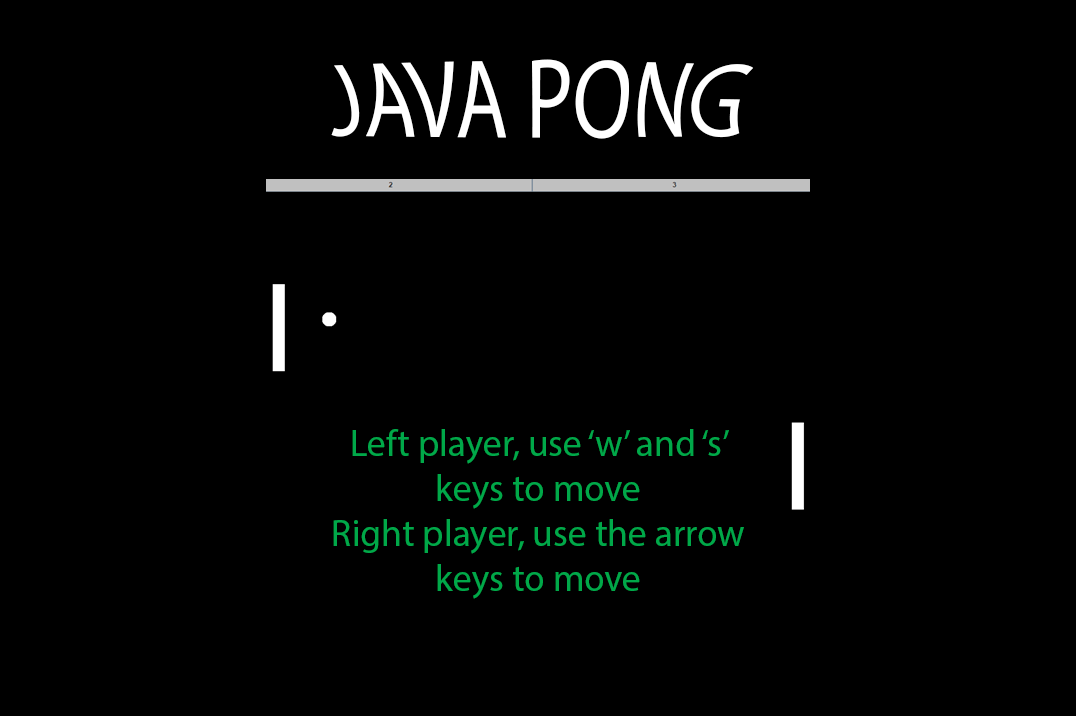 JAVA PONG
2 3
Left player, use ‘w’ and ‘s’
keys to move
Right player, use the arrow
keys to move